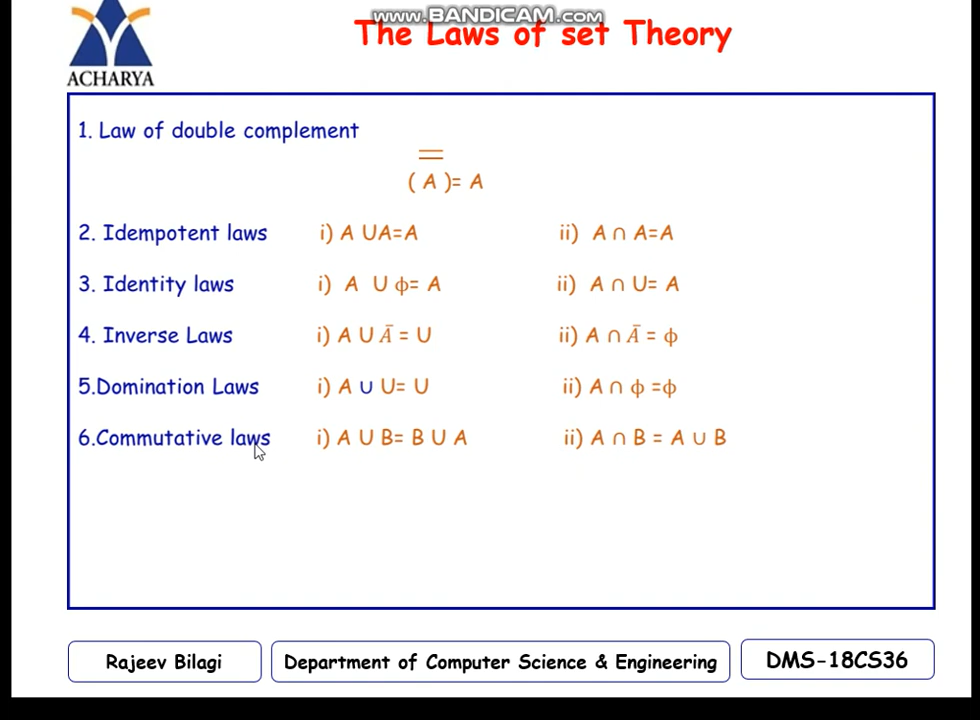 www.BANDICAM.com
The Laws of set Theory
ACHARYA
1. Law of double complement
( A̿ )= A
2. Idempotent laws i) A UA=A ii) A ∩ A=A
3. Identity laws i) A U ϕ= A ii) A ∩ U= A
4. Inverse Laws i) A U Ā = U ii) A ∩ Ā = ϕ
5.Domination Laws i) A ∪ U= U ii) A ∩ ϕ =ϕ
6.Commutative laws i) A U B= B U A ii) A ∩ B = A ∪ B
Rajeev Bilagi Department of Computer Science & Engineering DMS-18CS36